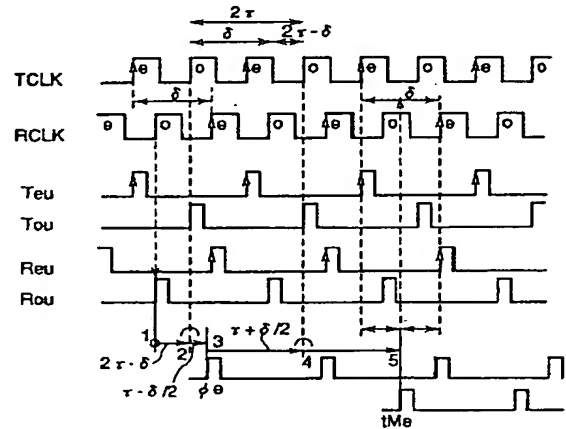 2τ
δ 2τ-δ
TCLK e o e o e o e o
δ δ
RCLK e o e o e o e o
Teu
Tou
Reu
Rou
1 2 3 τ+δ/2 4 5
2τ-δ
τ-δ/2
φe
tMe